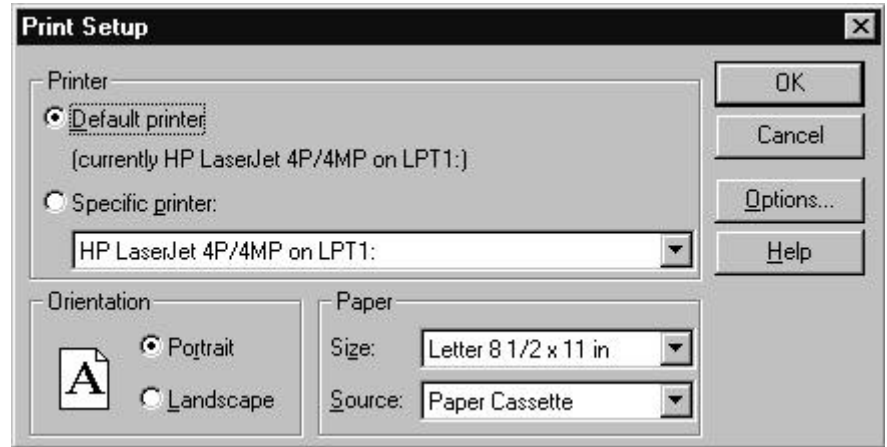 Print Setup
Printer
Default printer
(currently HP LaserJet 4P/4MP on LPT1:)
Specific printer:
HP LaserJet 4P/4MP on LPT1:
OK
Cancel
Options...
Help
Orientation
A
Portrait
Landscape
Paper
Size: Letter 8 1/2 x 11 in
Source: Paper Cassette